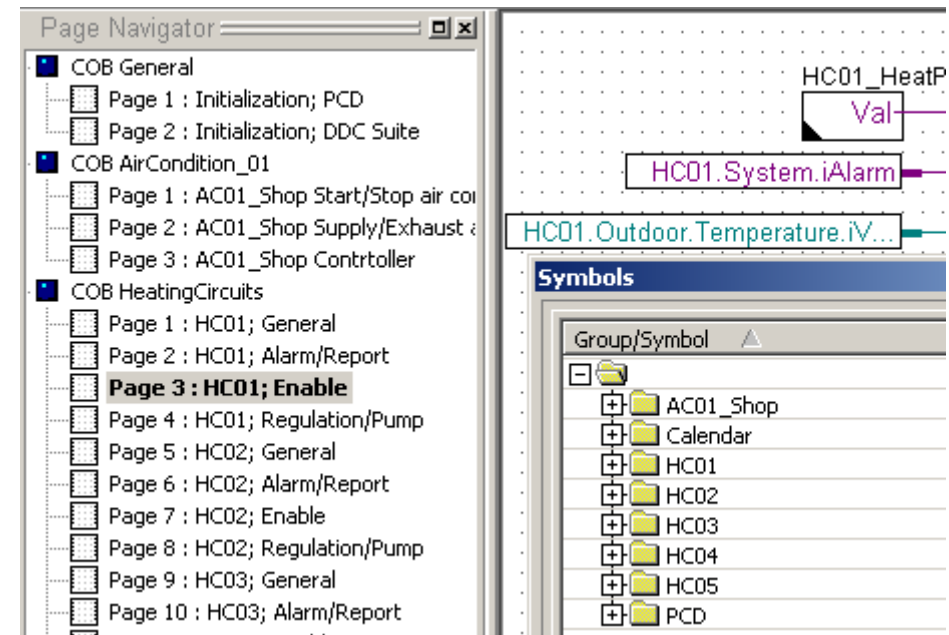 Page Navigator
COB General
Page 1 : Initialization; PCD
Page 2 : Initialization; DDC Suite
COB AirCondition_01
Page 1 : AC01_Shop Start/Stop air con
Page 2 : AC01_Shop Supply/Exhaust a
Page 3 : AC01_Shop Contrtoller
COB HeatingCircuits
Page 1 : HC01; General
Page 2 : HC01; Alarm/Report
Page 3 : HC01; Enable
Page 4 : HC01; Regulation/Pump
Page 5 : HC02; General
Page 6 : HC02; Alarm/Report
Page 7 : HC02; Enable
Page 8 : HC02; Regulation/Pump
Page 9 : HC03; General
Page 10 : HC03; Alarm/Report
HC01_HeatP
Val
HC01.System.iAlarm
HC01.Outdoor.Temperature.iV...
Symbols
Group/Symbol
AC01_Shop
Calendar
HC01
HC02
HC03
HC04
HC05
PCD